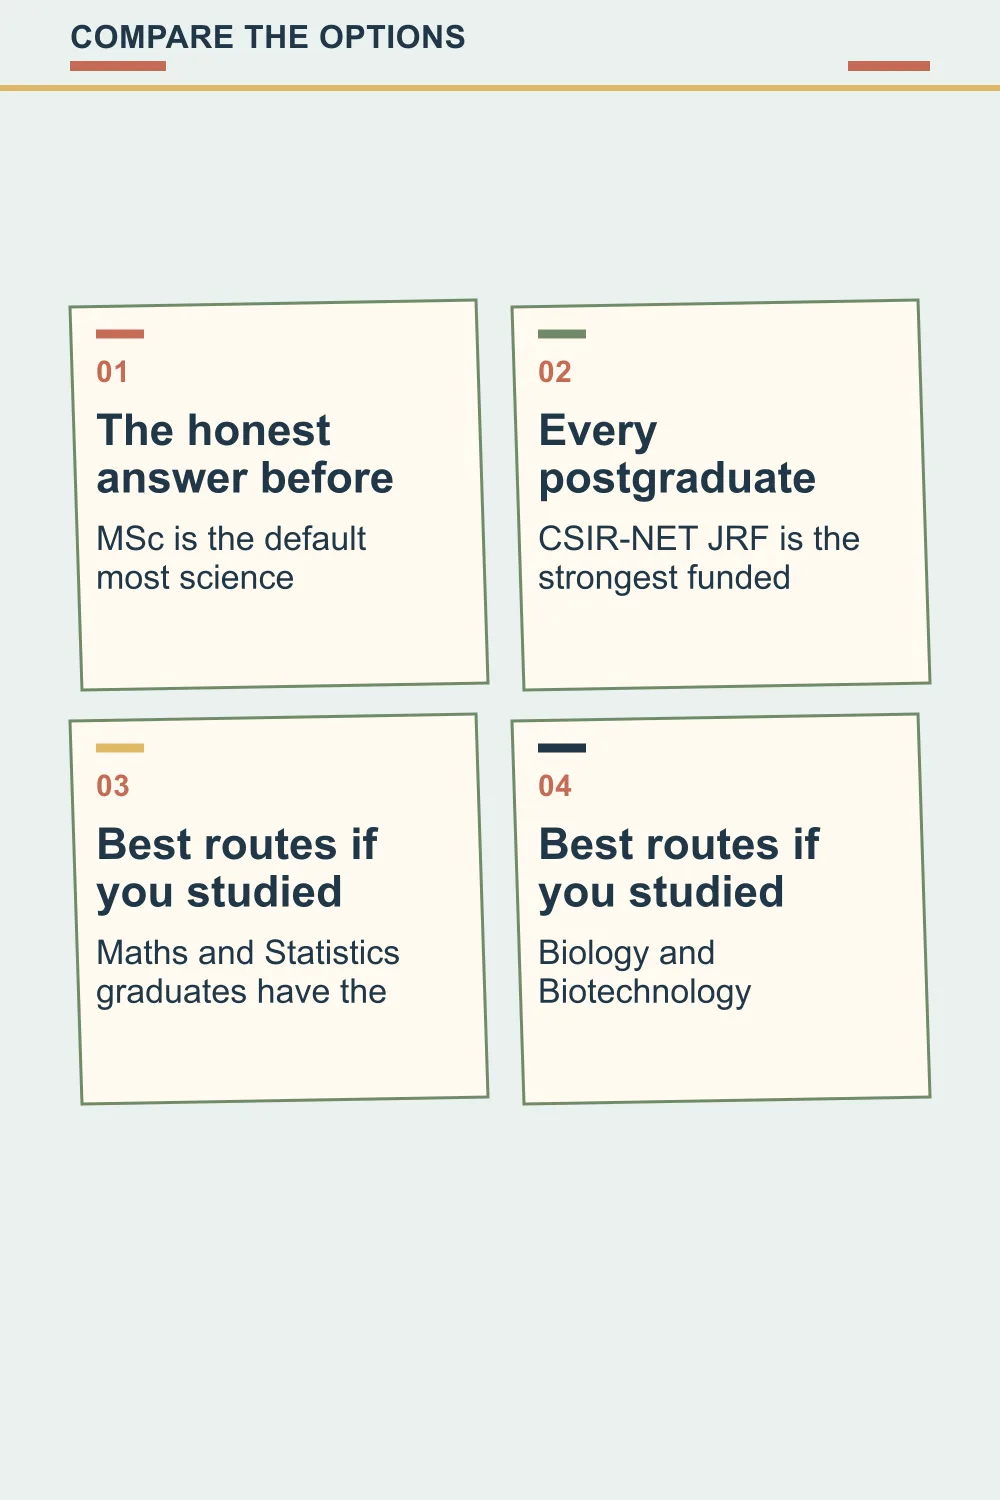 COMPARE THE OPTIONS
01
The honest
answer before
MSc is the default
most science
02
Every
postgraduate
CSIR-NET JRF is the
strongest funded
03
Best routes if
you studied
Maths and Statistics
graduates have the
04
Best routes if
you studied
Biology and
Biotechnology